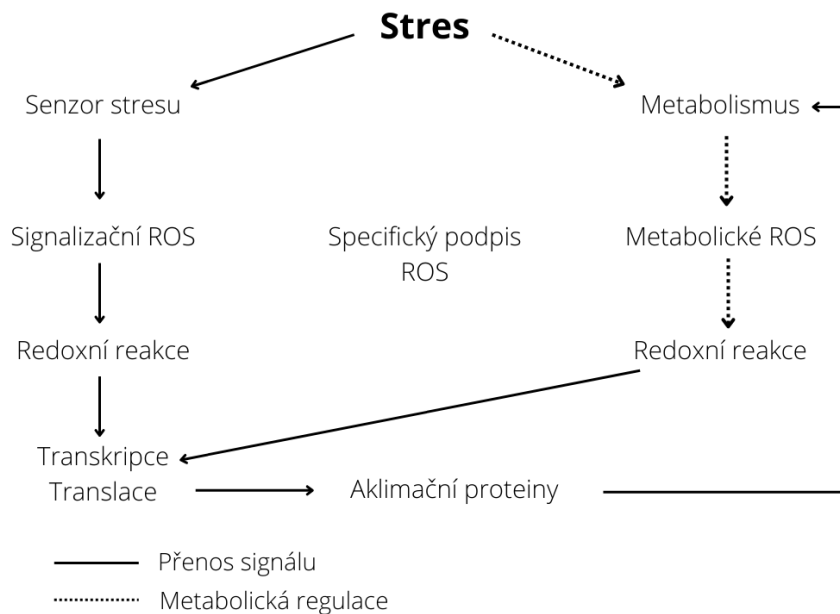 Stres
Senzor stresu
Metabolismus
Signalizační ROS
Specifický podpis
ROS
Metabolické ROS
Redoxní reakce
Redoxní reakce
Transkripce
Translace
Aklimační proteiny
Přenos signálu
Metabolická regulace